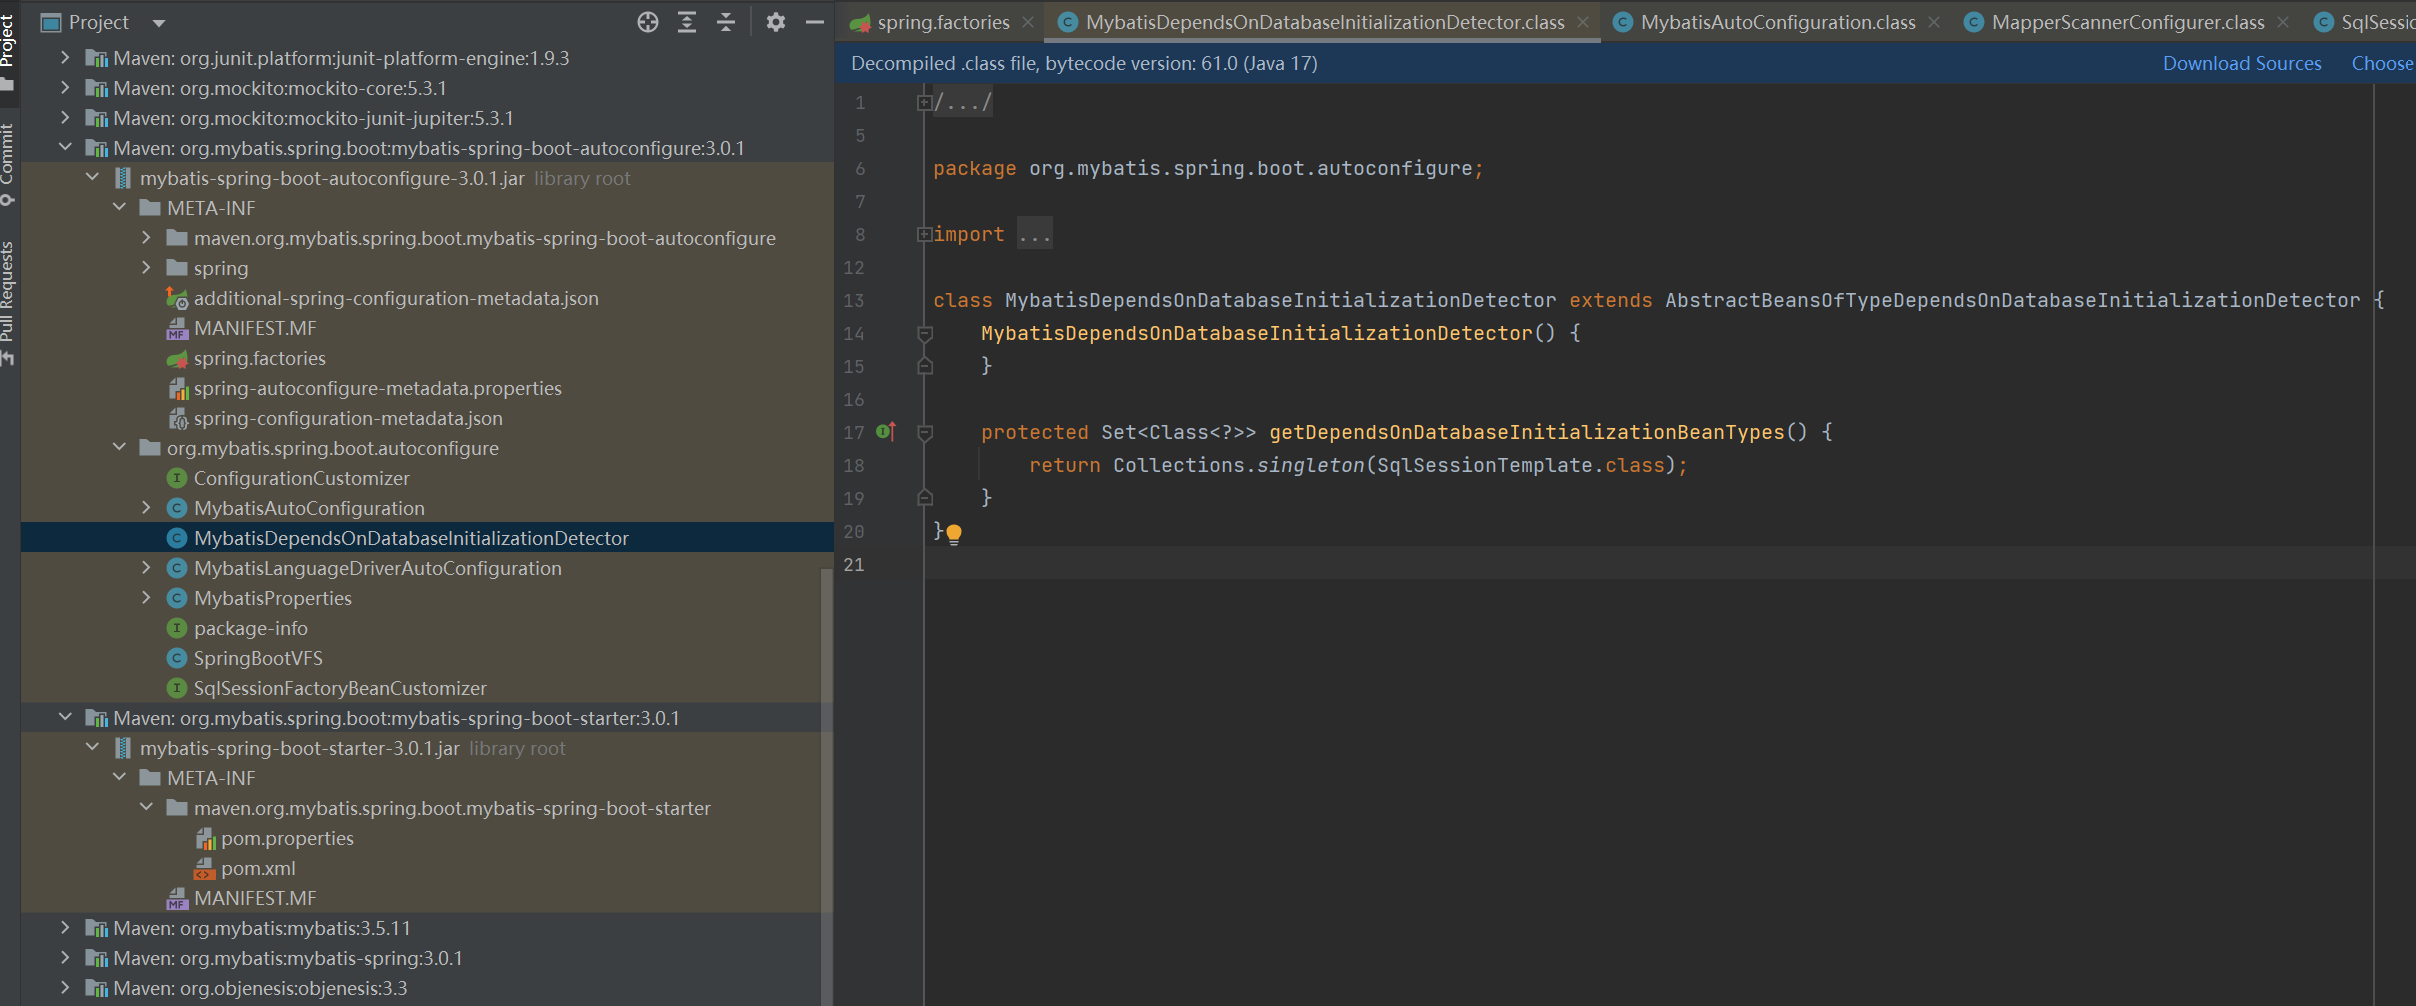 Project
Commit
Pull Requests
Project
Maven: org.junit.platform:junit-platform-engine:1.9.3
Maven: org.mockito:mockito-core:5.3.1
Maven: org.mockito:mockito-junit-jupiter:5.3.1
Maven: org.mybatis.spring.boot:mybatis-spring-boot-autoconfigure:3.0.1
mybatis-spring-boot-autoconfigure-3.0.1.jar library root
META-INF
maven.org.mybatis.spring.boot.mybatis-spring-boot-autoconfigure
spring
additional-spring-configuration-metadata.json
MANIFEST.MF
spring.factories
spring-autoconfigure-metadata.properties
spring-configuration-metadata.json
org.mybatis.spring.boot.autoconfigure
ConfigurationCustomizer
MybatisAutoConfiguration
MybatisDependsOnDatabaseInitializationDetector
MybatisLanguageDriverAutoConfiguration
MybatisProperties
package-info
SpringBootVFS
SqlSessionFactoryBeanCustomizer
Maven: org.mybatis.spring.boot:mybatis-spring-boot-starter:3.0.1
mybatis-spring-boot-starter-3.0.1.jar library root
META-INF
maven.org.mybatis.spring.boot.mybatis-spring-boot-starter
pom.properties
pom.xml
MANIFEST.MF
Maven: org.mybatis:mybatis:3.5.11
Maven: org.mybatis:mybatis-spring:3.0.1
Maven: org.objenesis:objenesis:3.3
spring.factories MybatisDependsOnDatabaseInitializationDetector.class MybatisAutoConfiguration.class MapperScannerConfigurer.class SqlSessio
Decompiled .class file, bytecode version: 61.0 (Java 17) Download Sources Choose
1 /.../
5
6 package org.mybatis.spring.boot.autoconfigure;
7
8 import ...
12
13 class MybatisDependsOnDatabaseInitializationDetector extends AbstractBeansOfTypeDependsOnDatabaseInitializationDetector {
14 MybatisDependsOnDatabaseInitializationDetector() {
15 }
16
17 protected Set<Class<?>> getDependsOnDatabaseInitializationBeanTypes() {
18 return Collections.singleton(SqlSessionTemplate.class);
19 }
20 }
21